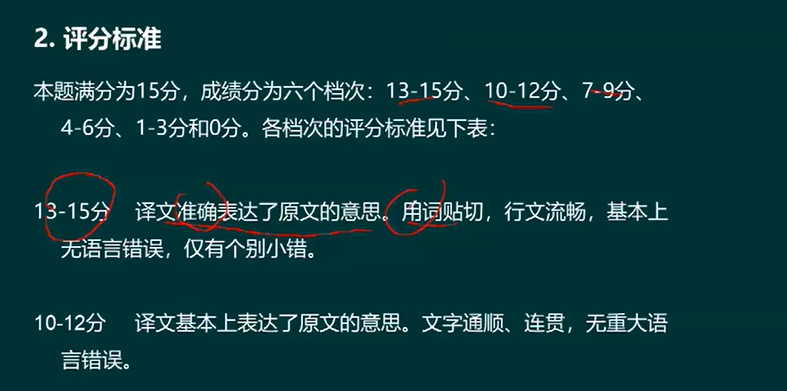 2. 评分标准
本题满分为15分，成绩分为六个档次：13-15分、10-12分、7-9分、
4-6分、1-3分和0分。各档次的评分标准见下表：
13-15分 译文准确表达了原文的意思。用词贴切，行文流畅，基本上
无语言错误，仅有个别小错。
10-12分 译文基本上表达了原文的意思。文字通顺、连贯，无重大语
言错误。